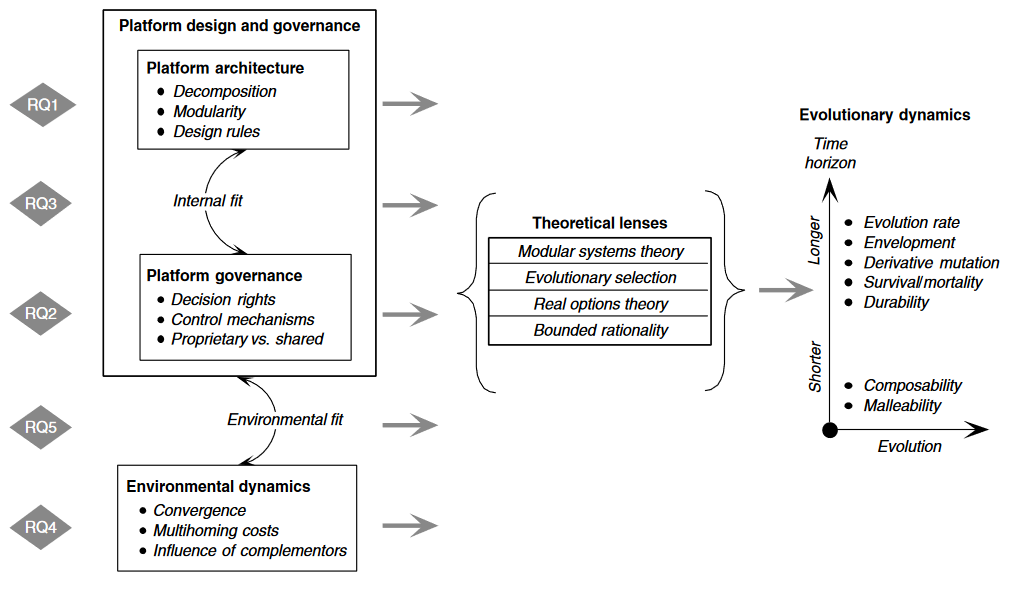 Platform design and governance
RQ1
Platform architecture
● Decomposition
● Modularity
● Design rules
RQ3
Internal fit
RQ2
Platform governance
● Decision rights
● Control mechanisms
● Proprietary vs. shared
RQ5
Environmental fit
RQ4
Environmental dynamics
● Convergence
● Multihoming costs
● Influence of complementors
Theoretical lenses
Modular systems theory
Evolutionary selection
Real options theory
Bounded rationality
Evolutionary dynamics
Time
horizon
Longer
● Evolution rate
● Envelopment
● Derivative mutation
● Survival/mortality
● Durability
Shorter
● Composability
● Malleability
Evolution